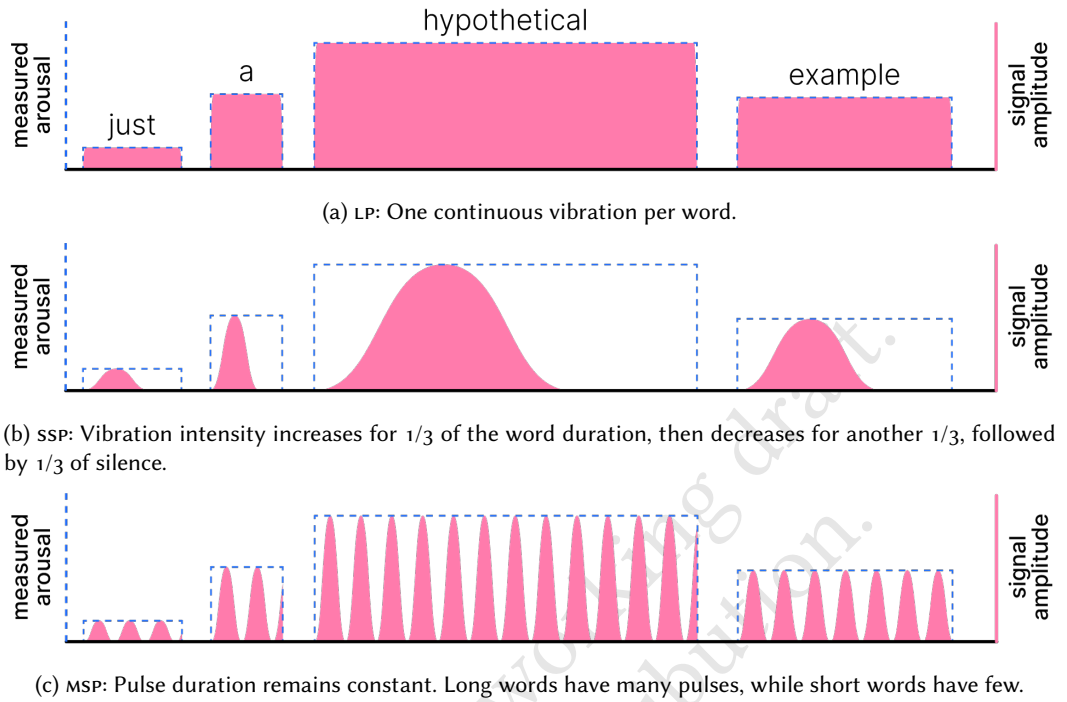 hypothetical
a
example
just
measured
arousal
signal
amplitude
(a) LP: One continuous vibration per word.
measured
arousal
signal
amplitude
(b) SSP: Vibration intensity increases for 1/3 of the word duration, then decreases for another 1/3, followed
by 1/3 of silence.
measured
arousal
signal
amplitude
(c) MSP: Pulse duration remains constant. Long words have many pulses, while short words have few.
working draft.